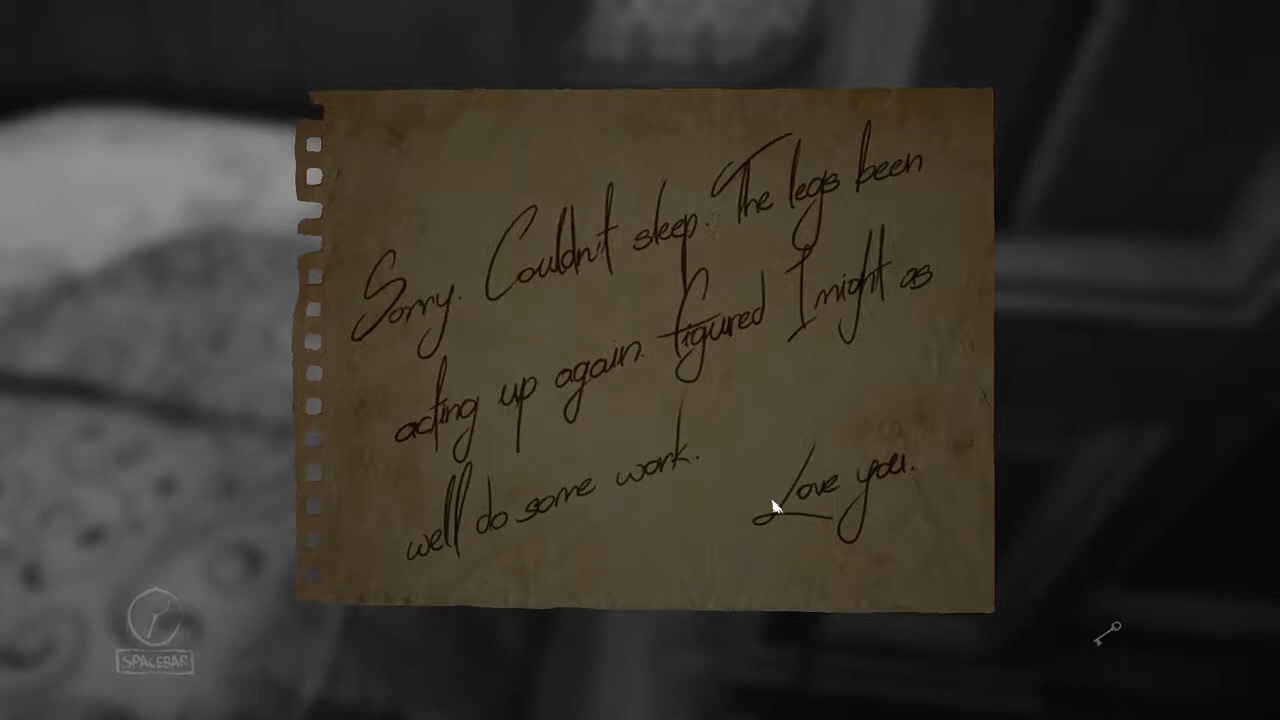 Sorry. Couldn't sleep. The legs been
acting up again. figured I might as
well do some work.
Love you.
SPACEBAR